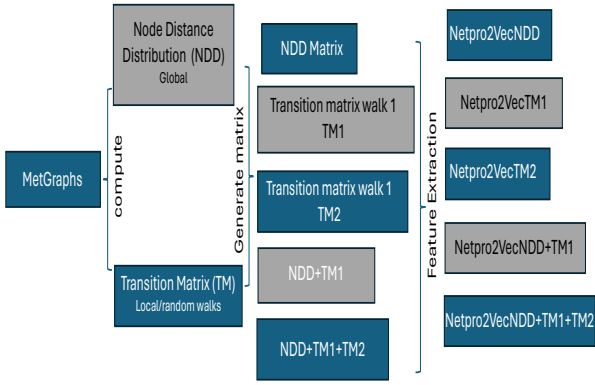 MetGraphs
compute
Node Distance
Distribution (NDD)
Global
Transition Matrix (TM)
Local/random walks
Generate matrix
NDD Matrix
Transition matrix walk 1
TM1
Transition matrix walk 1
TM2
NDD+TM1
NDD+TM1+TM2
Feature Extraction
Netpro2VecNDD
Netpro2VecTM1
Netpro2VecTM2
Netpro2VecNDD+TM1
Netpro2VecNDD+TM1+TM2